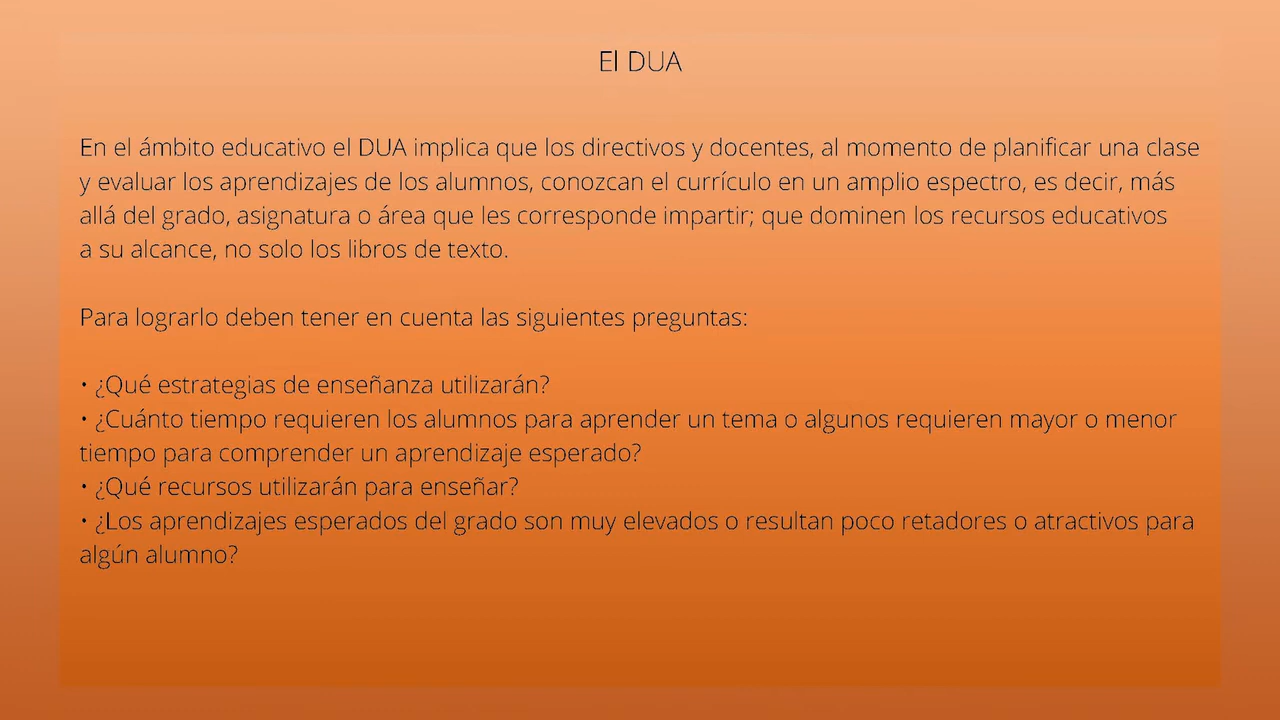 El DUA
En el ámbito educativo el DUA implica que los directivos y docentes, al momento de planificar una clase
y evaluar los aprendizajes de los alumnos, conozcan el currículo en un amplio espectro, es decir, más
allá del grado, asignatura o área que les corresponde impartir; que dominen los recursos educativos
a su alcance, no solo los libros de texto.
Para lograrlo deben tener en cuenta las siguientes preguntas:
• ¿Qué estrategias de enseñanza utilizarán?
• ¿Cuánto tiempo requieren los alumnos para aprender un tema o algunos requieren mayor o menor
tiempo para comprender un aprendizaje esperado?
• ¿Qué recursos utilizarán para enseñar?
• ¿Los aprendizajes esperados del grado son muy elevados o resultan poco retadores o atractivos para
algún alumno?